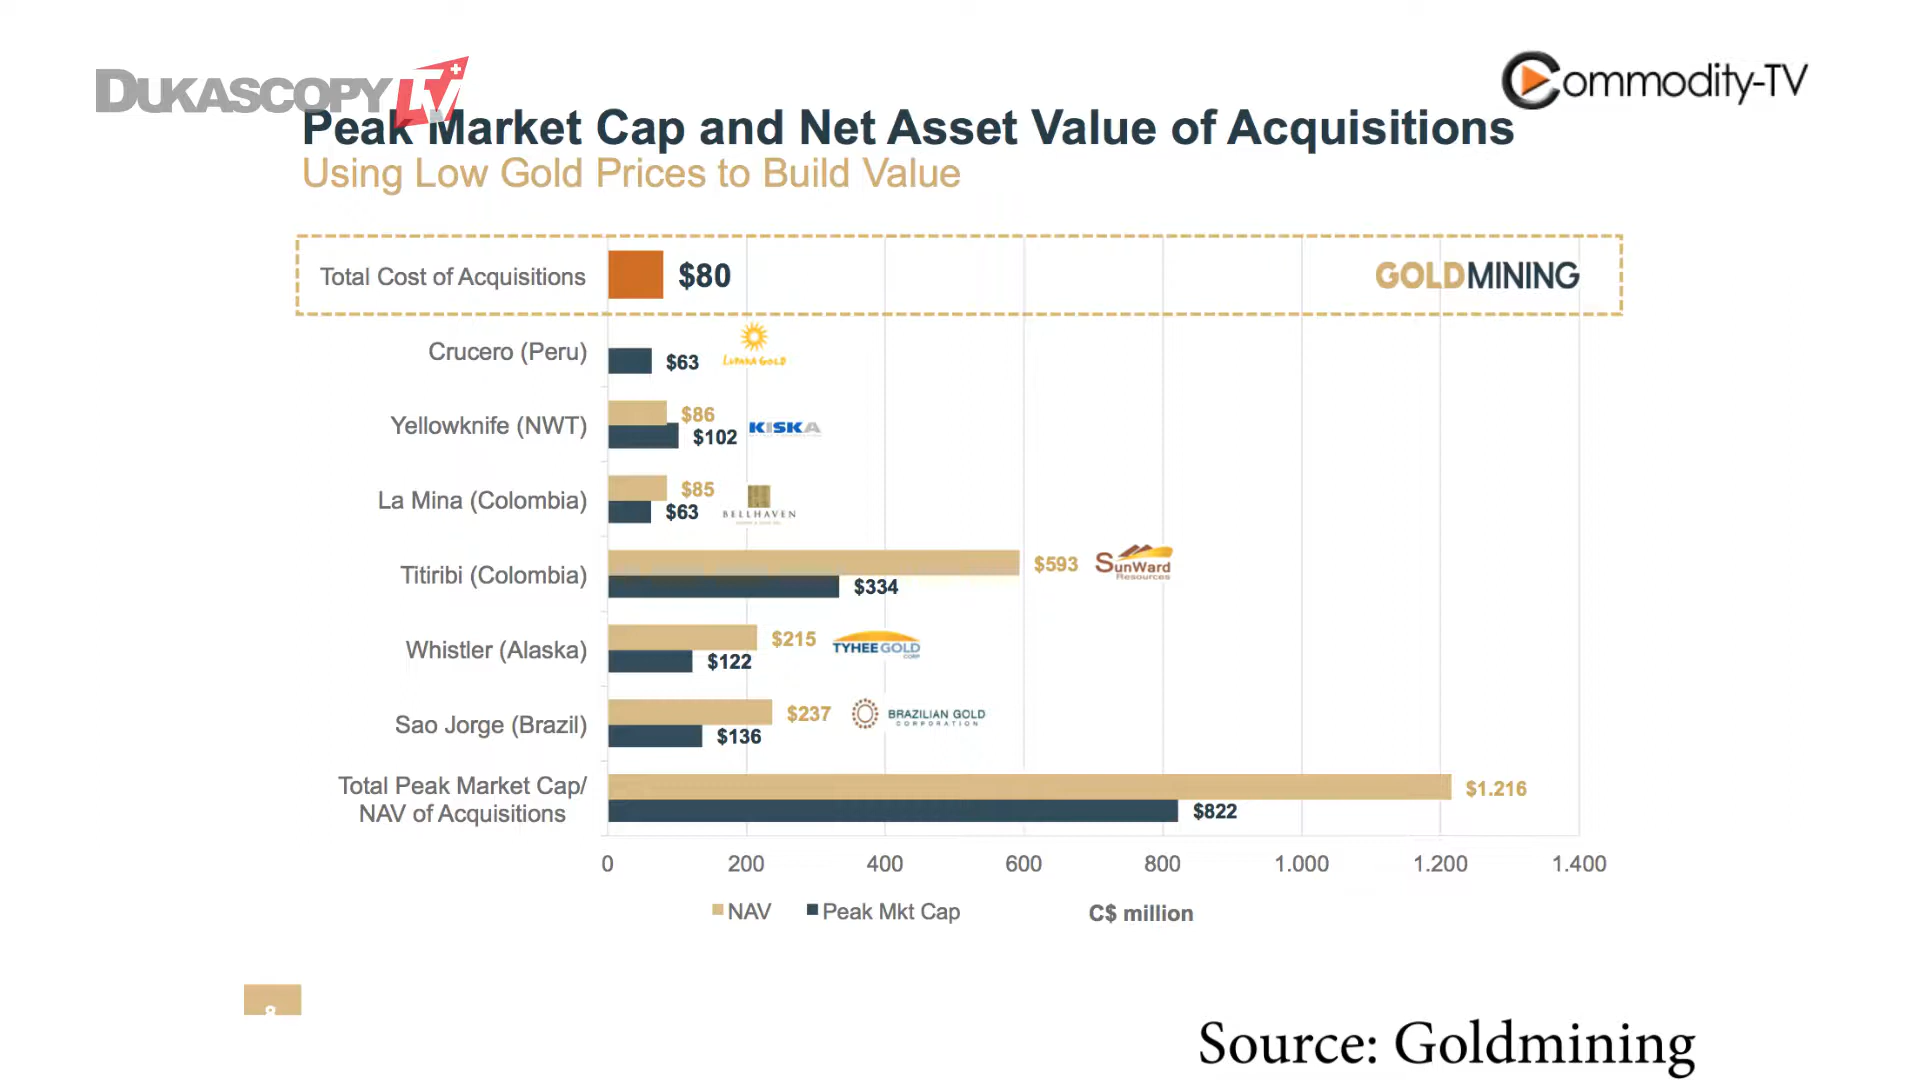 DUKASCOPY TV
Commodity-TV
Peak Market Cap and Net Asset Value of Acquisitions
Using Low Gold Prices to Build Value
Total Cost of Acquisitions
$80
GOLDMINING
Crucero (Peru)
$63
LUPAKA GOLD
Yellowknife (NWT)
$86
$102
KISKA
La Mina (Colombia)
$85
$63
BELLHAVEN
Titiribi (Colombia)
$593
$334
SunWard
Resources
Whistler (Alaska)
$215
$122
TYHEE GOLD
CORP
Sao Jorge (Brazil)
$237
$136
BRAZILIAN GOLD
CORPORATION
Total Peak Market Cap/
NAV of Acquisitions
$1.216
$822
0 200 400 600 800 1.000 1.200 1.400
NAV Peak Mkt Cap C$ million
8
Source: Goldmining